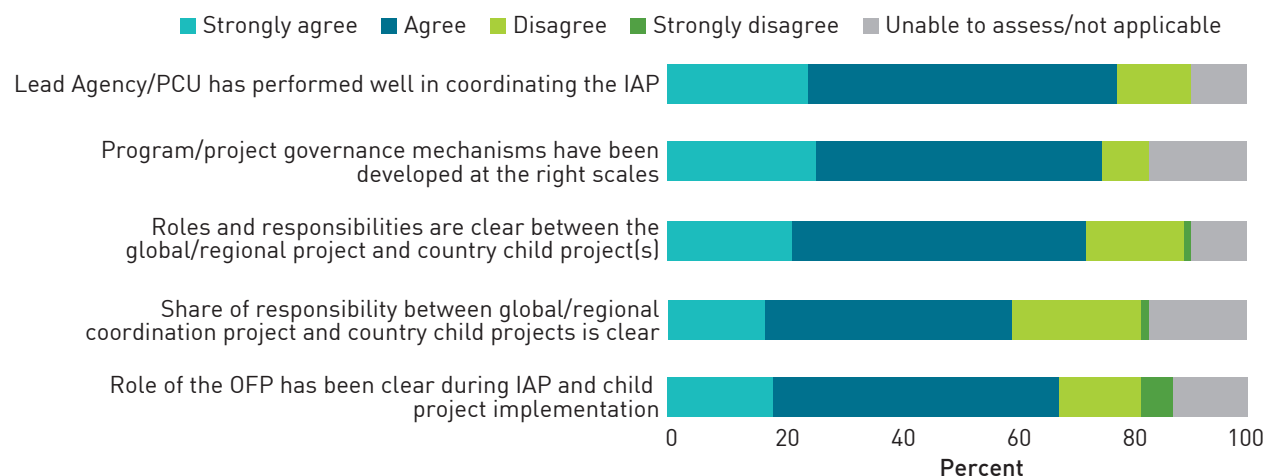 Strongly agree Agree Disagree Strongly disagree Unable to assess/not applicable
Lead Agency/PCU has performed well in coordinating the IAP
Program/project governance mechanisms have been
developed at the right scales
Roles and responsibilities are clear between the
global/regional project and country child project(s)
Share of responsibility between global/regional
coordination project and country child projects is clear
Role of the OFP has been clear during IAP and child
project implementation
0 20 40 60 80 100
Percent